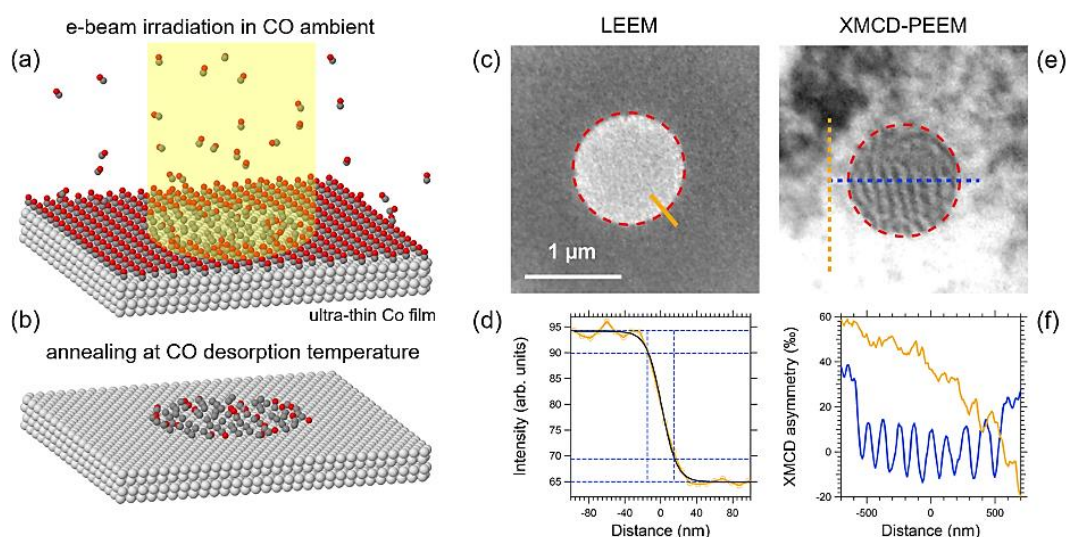 e-beam irradiation in CO ambient
LEEM
XMCD-PEEM
(a)
(c)
(e)
1 µm
ultra-thin Co film
(b)
annealing at CO desorption temperature
(d)
(f)
Intensity (arb. units)
95
90
85
80
75
70
65
-80
-40
0
40
80
Distance (nm)
XMCD asymmetry (‰)
60
40
20
0
-20
-500
0
500
Distance (nm)